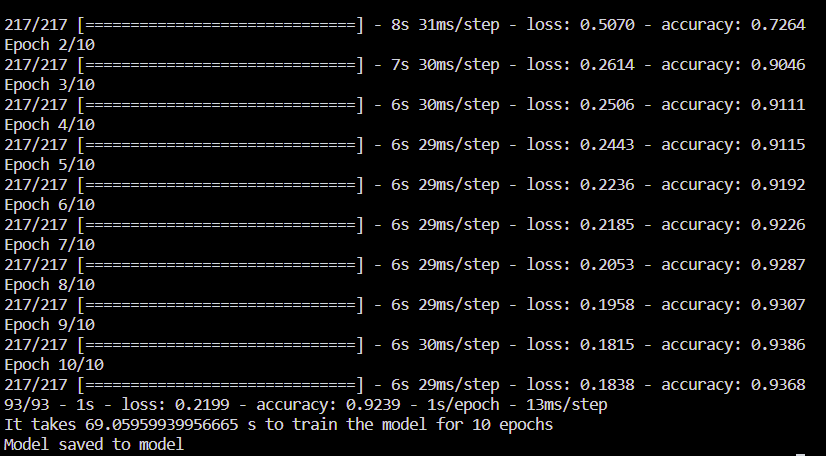 217/217 [==============================] - 8s 31ms/step - loss: 0.5070 - accuracy: 0.7264
Epoch 2/10
217/217 [==============================] - 7s 30ms/step - loss: 0.2614 - accuracy: 0.9046
Epoch 3/10
217/217 [==============================] - 6s 30ms/step - loss: 0.2506 - accuracy: 0.9111
Epoch 4/10
217/217 [==============================] - 6s 29ms/step - loss: 0.2443 - accuracy: 0.9115
Epoch 5/10
217/217 [==============================] - 6s 29ms/step - loss: 0.2236 - accuracy: 0.9192
Epoch 6/10
217/217 [==============================] - 6s 29ms/step - loss: 0.2185 - accuracy: 0.9226
Epoch 7/10
217/217 [==============================] - 6s 29ms/step - loss: 0.2053 - accuracy: 0.9287
Epoch 8/10
217/217 [==============================] - 6s 29ms/step - loss: 0.1958 - accuracy: 0.9307
Epoch 9/10
217/217 [==============================] - 6s 30ms/step - loss: 0.1815 - accuracy: 0.9386
Epoch 10/10
217/217 [==============================] - 6s 29ms/step - loss: 0.1838 - accuracy: 0.9368
93/93 - 1s - loss: 0.2199 - accuracy: 0.9239 - 1s/epoch - 13ms/step
It takes 69.05959939956665 s to train the model for 10 epochs
Model saved to model